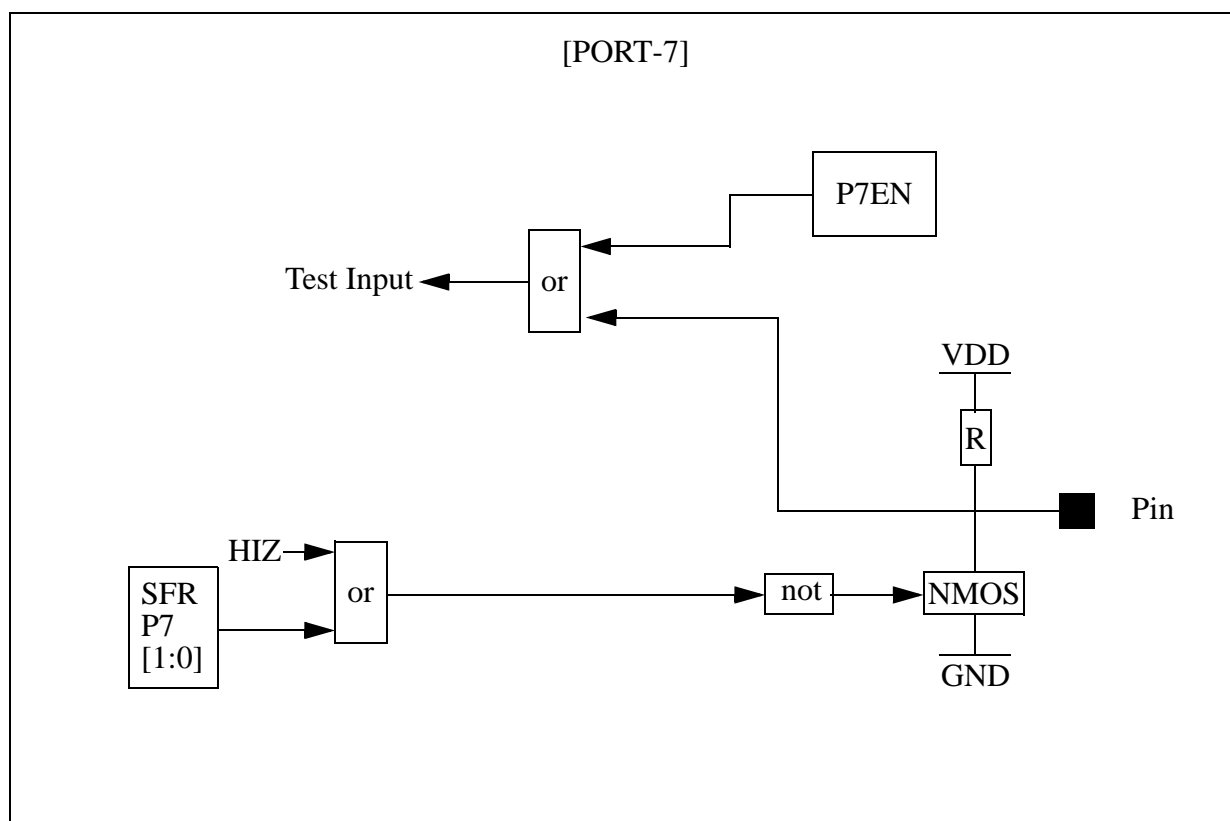 [PORT-7]
P7EN
or
Test Input
VDD
R
Pin
HIZ
or
not
NMOS
SFR
P7
[1:0]
GND